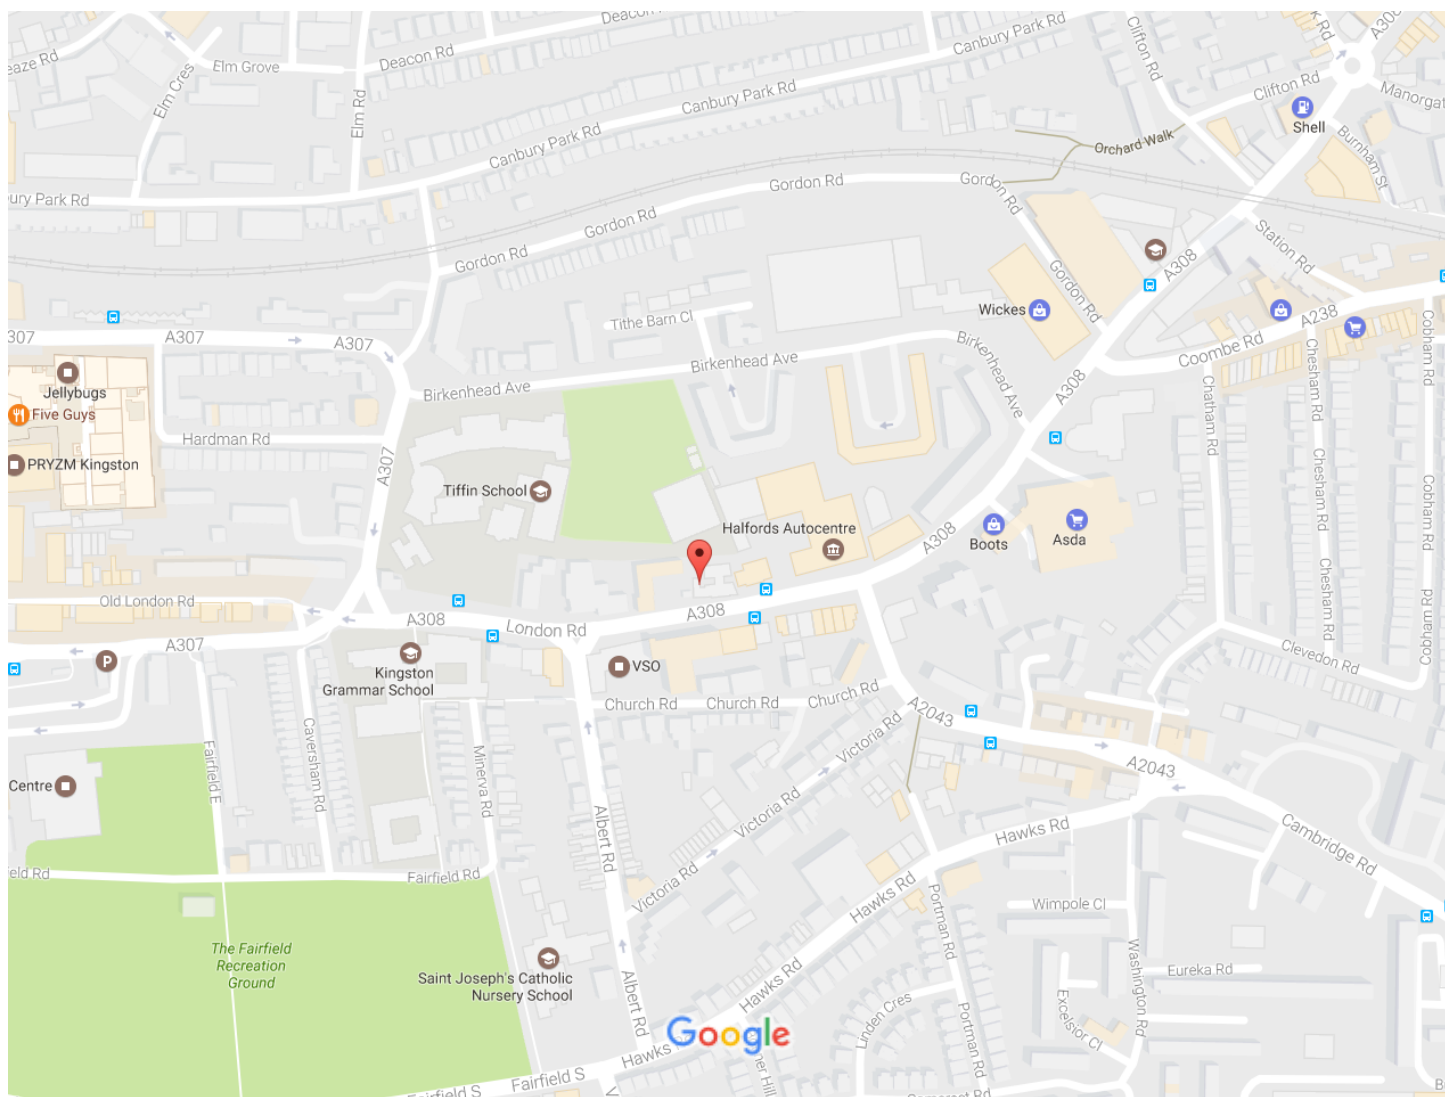 Deacon Rd
A308
Elm Grove
Deacon Rd
Canbury Park Rd
Clifton Rd
Clifton Rd
Elm Cres
Elm Rd
Canbury Park Rd
Shell
Orchard Walk
Burnham St
Canbury Park Rd
Gordon Rd
Gordon Rd
Gordon Rd
Gordon Rd
Station Rd
Gordon Rd
A308
Wickes
Tithe Barn Cl
A307
A307
A238
Coombe Rd
Birkenhead Ave
Birkenhead Ave
Birkenhead Ave
A308
Chatham Rd
Chesham Rd
Cobham Rd
Jellybugs
Five Guys
Hardman Rd
PRYZM Kingston
A307
Tiffin School
Halfords Autocentre
A308
Boots
Asda
Chesham Rd
Cobham Rd
Chesham Rd
Cobham Rd
Old London Rd
A308
London Rd
A308
A307
P
Kingston
Grammar School
VSO
Clevedon Rd
Church Rd
Church Rd
Church Rd
A2043
Victoria Rd
A2043
Fairfield E
Caversham Rd
Minerva Rd
Centre
Albert Rd
Victoria Rd
Hawks Rd
Cambridge Rd
Fairfield Rd
Victoria Rd
Hawks Rd
Portman Rd
Wimpole Cl
Washington Rd
The Fairfield
Recreation
Ground
Saint Joseph's Catholic
Nursery School
Albert Rd
Hawks Rd
Eureka Rd
Linden Cres
Portman Rd
Excelsior Cl
Google
Hawks
Fairfield S
Fairfield S